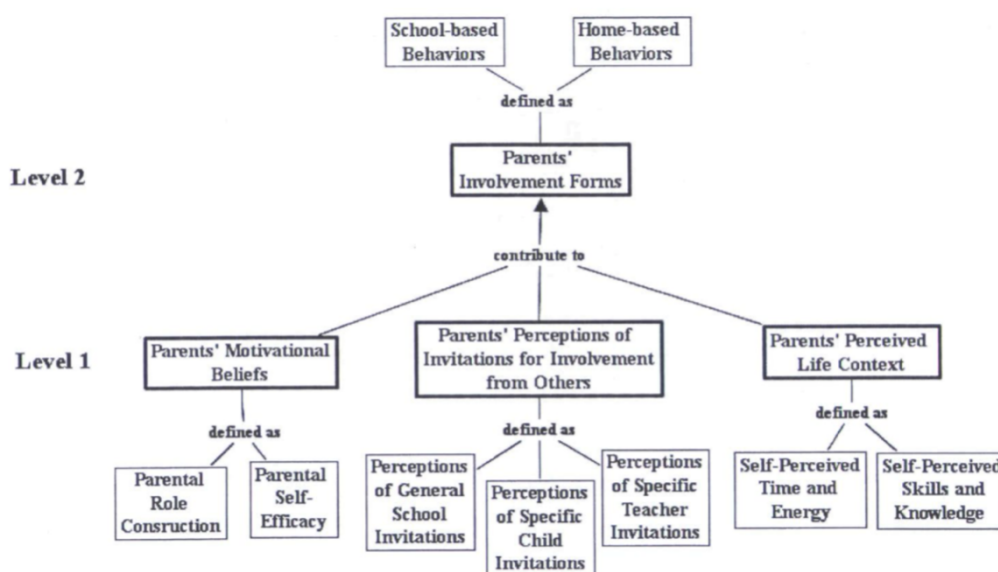 School-based
Behaviors
Home-based
Behaviors
defined as
Level 2
Parents'
Involvement Forms
contribute to
Level 1
Parents' Motivational
Beliefs
Parents' Perceptions of
Invitations for Involvement
from Others
Parents' Perceived
Life Context
defined as
defined as
defined as
Parental
Role
Consruction
Parental
Self-
Efficacy
Perceptions
of General
School
Invitations
Perceptions
of Specific
Child
Invitations
Perceptions
of Specific
Teacher
Invitations
Self-Perceived
Time and
Energy
Self-Perceived
Skills and
Knowledge